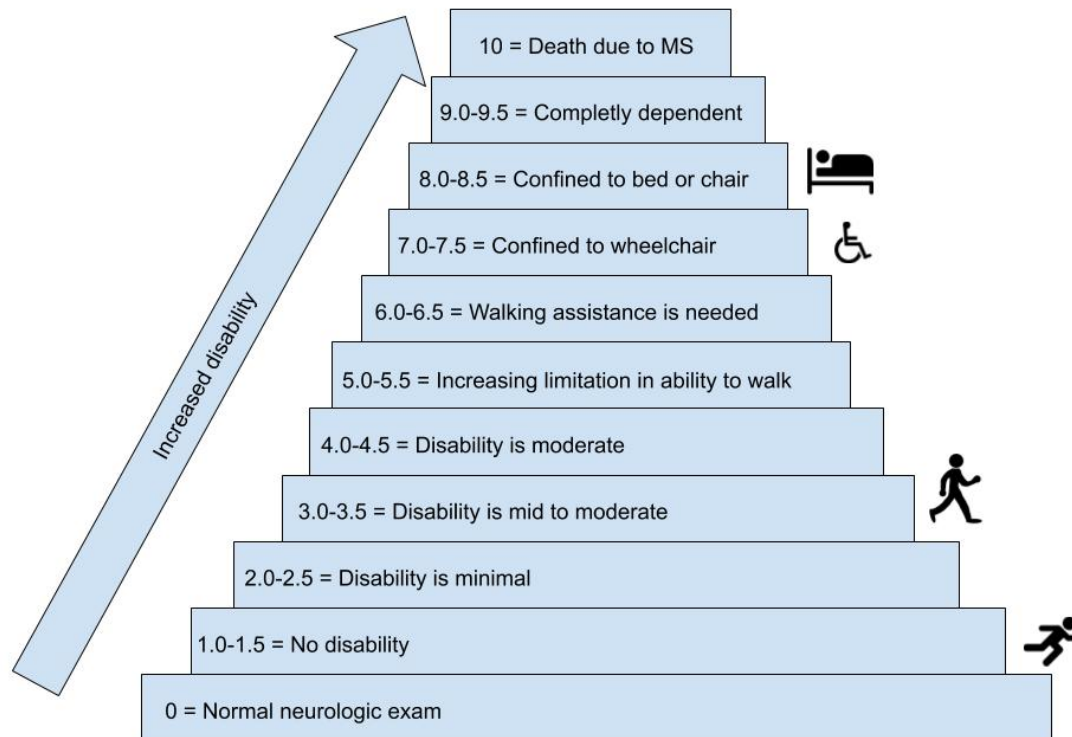 10 = Death due to MS
9.0-9.5 = Completly dependent
8.0-8.5 = Confined to bed or chair
7.0-7.5 = Confined to wheelchair
6.0-6.5 = Walking assistance is needed
5.0-5.5 = Increasing limitation in ability to walk
Increased disability
4.0-4.5 = Disability is moderate
3.0-3.5 = Disability is mid to moderate
2.0-2.5 = Disability is minimal
1.0-1.5 = No disability
0 = Normal neurologic exam